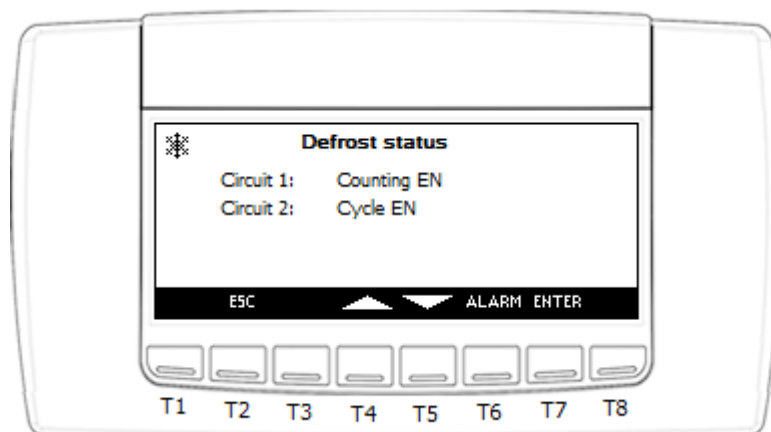 Defrost status
Circuit 1: Counting EN
Circuit 2: Cycle EN
ESC ALARM ENTER
T1 T2 T3 T4 T5 T6 T7 T8